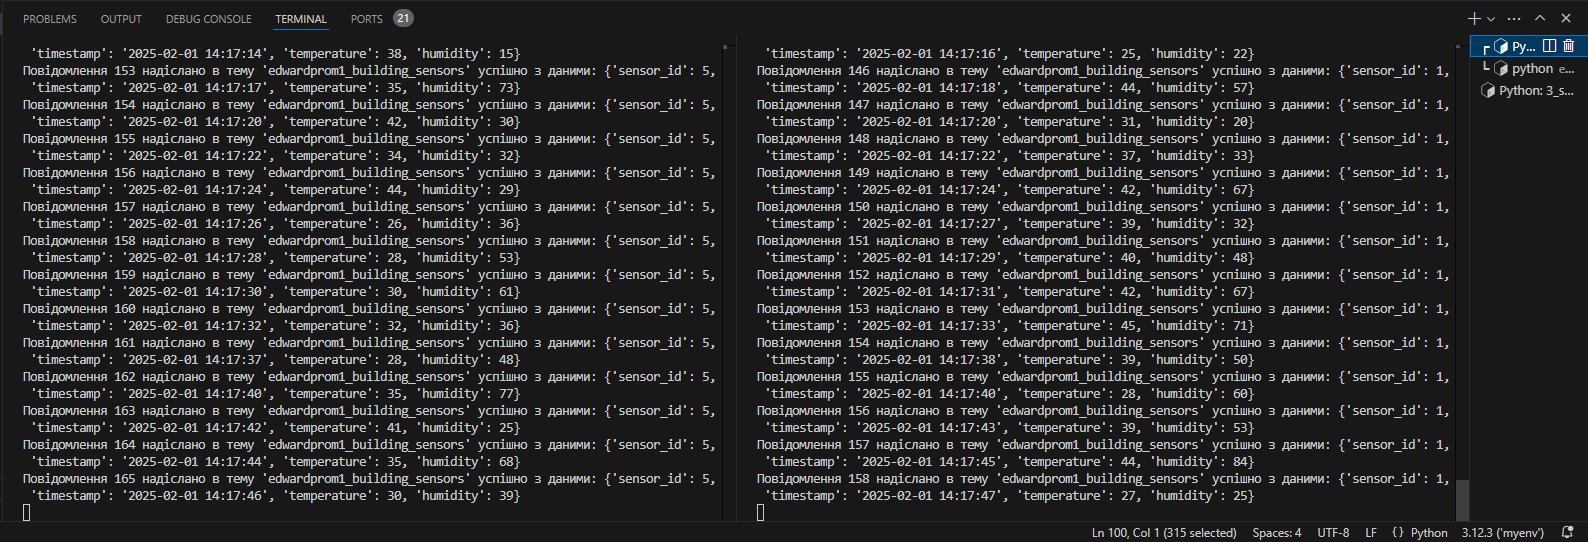 PROBLEMS OUTPUT DEBUG CONSOLE TERMINAL PORTS 21
'timestamp': '2025-02-01 14:17:14', 'temperature': 38, 'humidity': 15}
Повідомлення 153 надіслано в тему 'edwardprom1_building_sensors' успішно з даними: {'sensor_id': 5,
'timestamp': '2025-02-01 14:17:17', 'temperature': 35, 'humidity': 73}
Повідомлення 154 надіслано в тему 'edwardprom1_building_sensors' успішно з даними: {'sensor_id': 5,
'timestamp': '2025-02-01 14:17:20', 'temperature': 42, 'humidity': 30}
Повідомлення 155 надіслано в тему 'edwardprom1_building_sensors' успішно з даними: {'sensor_id': 5,
'timestamp': '2025-02-01 14:17:22', 'temperature': 34, 'humidity': 32}
Повідомлення 156 надіслано в тему 'edwardprom1_building_sensors' успішно з даними: {'sensor_id': 5,
'timestamp': '2025-02-01 14:17:24', 'temperature': 44, 'humidity': 29}
Повідомлення 157 надіслано в тему 'edwardprom1_building_sensors' успішно з даними: {'sensor_id': 5,
'timestamp': '2025-02-01 14:17:26', 'temperature': 26, 'humidity': 36}
Повідомлення 158 надіслано в тему 'edwardprom1_building_sensors' успішно з даними: {'sensor_id': 5,
'timestamp': '2025-02-01 14:17:28', 'temperature': 28, 'humidity': 53}
Повідомлення 159 надіслано в тему 'edwardprom1_building_sensors' успішно з даними: {'sensor_id': 5,
'timestamp': '2025-02-01 14:17:30', 'temperature': 30, 'humidity': 61}
Повідомлення 160 надіслано в тему 'edwardprom1_building_sensors' успішно з даними: {'sensor_id': 5,
'timestamp': '2025-02-01 14:17:32', 'temperature': 32, 'humidity': 36}
Повідомлення 161 надіслано в тему 'edwardprom1_building_sensors' успішно з даними: {'sensor_id': 5,
'timestamp': '2025-02-01 14:17:37', 'temperature': 28, 'humidity': 48}
Повідомлення 162 надіслано в тему 'edwardprom1_building_sensors' успішно з даними: {'sensor_id': 5,
'timestamp': '2025-02-01 14:17:40', 'temperature': 35, 'humidity': 77}
Повідомлення 163 надіслано в тему 'edwardprom1_building_sensors' успішно з даними: {'sensor_id': 5,
'timestamp': '2025-02-01 14:17:42', 'temperature': 41, 'humidity': 25}
Повідомлення 164 надіслано в тему 'edwardprom1_building_sensors' успішно з даними: {'sensor_id': 5,
'timestamp': '2025-02-01 14:17:44', 'temperature': 35, 'humidity': 68}
Повідомлення 165 надіслано в тему 'edwardprom1_building_sensors' успішно з даними: {'sensor_id': 5,
'timestamp': '2025-02-01 14:17:46', 'temperature': 30, 'humidity': 39}
'timestamp': '2025-02-01 14:17:16', 'temperature': 25, 'humidity': 22}
Повідомлення 146 надіслано в тему 'edwardprom1_building_sensors' успішно з даними: {'sensor_id': 1,
'timestamp': '2025-02-01 14:17:18', 'temperature': 44, 'humidity': 57}
Повідомлення 147 надіслано в тему 'edwardprom1_building_sensors' успішно з даними: {'sensor_id': 1,
'timestamp': '2025-02-01 14:17:20', 'temperature': 31, 'humidity': 20}
Повідомлення 148 надіслано в тему 'edwardprom1_building_sensors' успішно з даними: {'sensor_id': 1,
'timestamp': '2025-02-01 14:17:22', 'temperature': 37, 'humidity': 33}
Повідомлення 149 надіслано в тему 'edwardprom1_building_sensors' успішно з даними: {'sensor_id': 1,
'timestamp': '2025-02-01 14:17:24', 'temperature': 42, 'humidity': 67}
Повідомлення 150 надіслано в тему 'edwardprom1_building_sensors' успішно з даними: {'sensor_id': 1,
'timestamp': '2025-02-01 14:17:27', 'temperature': 39, 'humidity': 32}
Повідомлення 151 надіслано в тему 'edwardprom1_building_sensors' успішно з даними: {'sensor_id': 1,
'timestamp': '2025-02-01 14:17:29', 'temperature': 40, 'humidity': 48}
Повідомлення 152 надіслано в тему 'edwardprom1_building_sensors' успішно з даними: {'sensor_id': 1,
'timestamp': '2025-02-01 14:17:31', 'temperature': 42, 'humidity': 67}
Повідомлення 153 надіслано в тему 'edwardprom1_building_sensors' успішно з даними: {'sensor_id': 1,
'timestamp': '2025-02-01 14:17:33', 'temperature': 45, 'humidity': 71}
Повідомлення 154 надіслано в тему 'edwardprom1_building_sensors' успішно з даними: {'sensor_id': 1,
'timestamp': '2025-02-01 14:17:38', 'temperature': 39, 'humidity': 50}
Повідомлення 155 надіслано в тему 'edwardprom1_building_sensors' успішно з даними: {'sensor_id': 1,
'timestamp': '2025-02-01 14:17:40', 'temperature': 28, 'humidity': 60}
Повідомлення 156 надіслано в тему 'edwardprom1_building_sensors' успішно з даними: {'sensor_id': 1,
'timestamp': '2025-02-01 14:17:43', 'temperature': 39, 'humidity': 53}
Повідомлення 157 надіслано в тему 'edwardprom1_building_sensors' успішно з даними: {'sensor_id': 1,
'timestamp': '2025-02-01 14:17:45', 'temperature': 44, 'humidity': 84}
Повідомлення 158 надіслано в тему 'edwardprom1_building_sensors' успішно з даними: {'sensor_id': 1,
'timestamp': '2025-02-01 14:17:47', 'temperature': 27, 'humidity': 25}
Py...
python e...
Python: 3_s...
Ln 100, Col 1 (315 selected) Spaces: 4 UTF-8 LF {} Python 3.12.3 ('myenv')